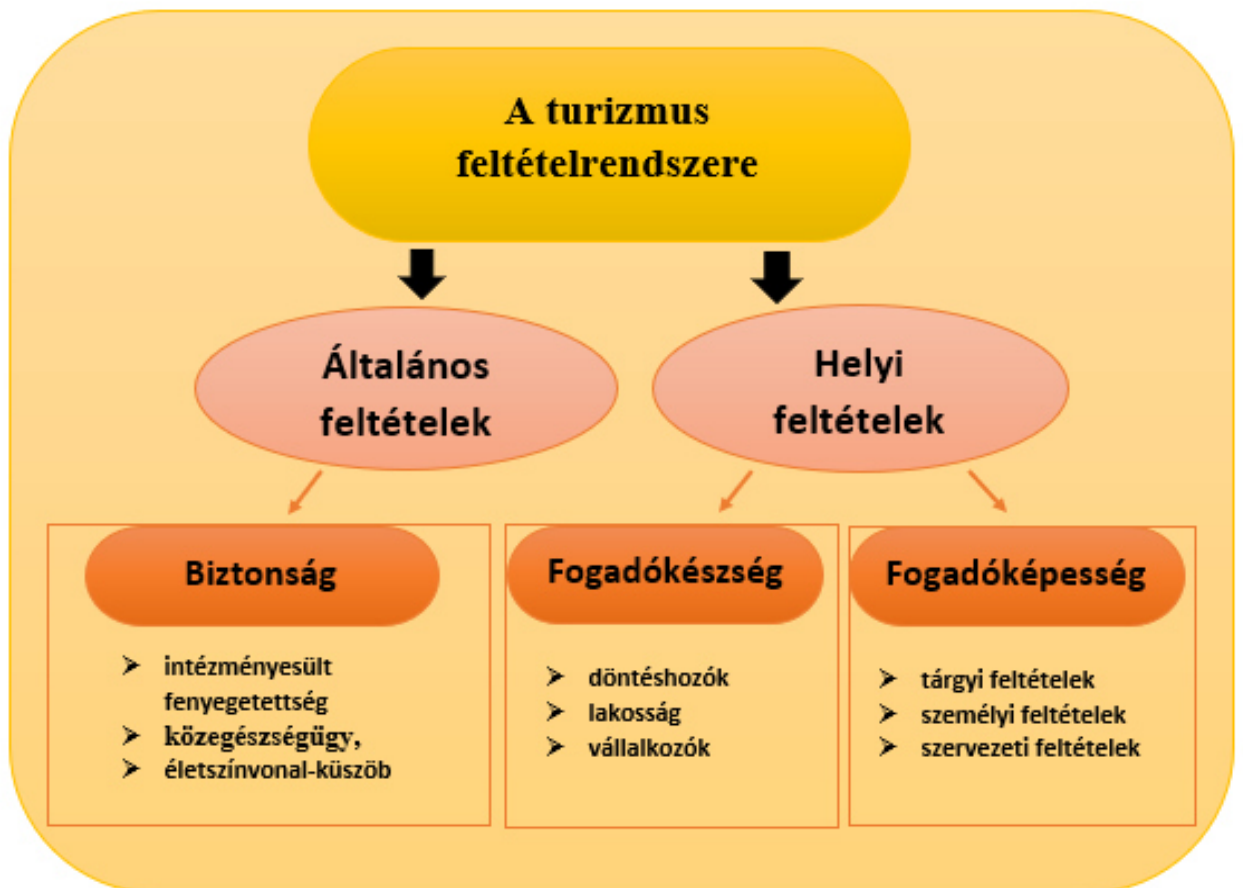 A turizmus
feltételrendszere
Általános
feltételek
Helyi
feltételek
Biztonság
➤ intézményesült
fenyegetettség
➤ közegészségügy,
➤ életszínvonal-küszöb
Fogadókészség
➤ döntéshozók
➤ lakosság
➤ vállalkozók
Fogadóképesség
➤ tárgyi feltételek
➤ személyi feltételek
➤ szervezeti feltételek